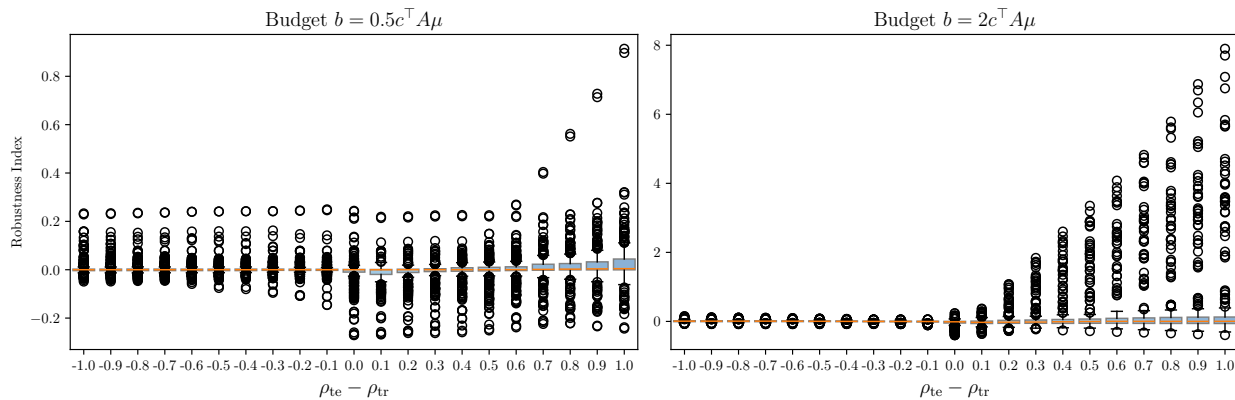 Budget b = 0.5c⊤Aμ
Robustness Index
0.8
0.6
0.4
0.2
0.0
−0.2
-1.0 -0.9 -0.8 -0.7 -0.6 -0.5 -0.4 -0.3 -0.2 -0.1 0.0 0.1 0.2 0.3 0.4 0.5 0.6 0.7 0.8 0.9 1.0
ρte − ρtr
Budget b = 2c⊤Aμ
8
6
4
2
0
-1.0 -0.9 -0.8 -0.7 -0.6 -0.5 -0.4 -0.3 -0.2 -0.1 0.0 0.1 0.2 0.3 0.4 0.5 0.6 0.7 0.8 0.9 1.0
ρte − ρtr